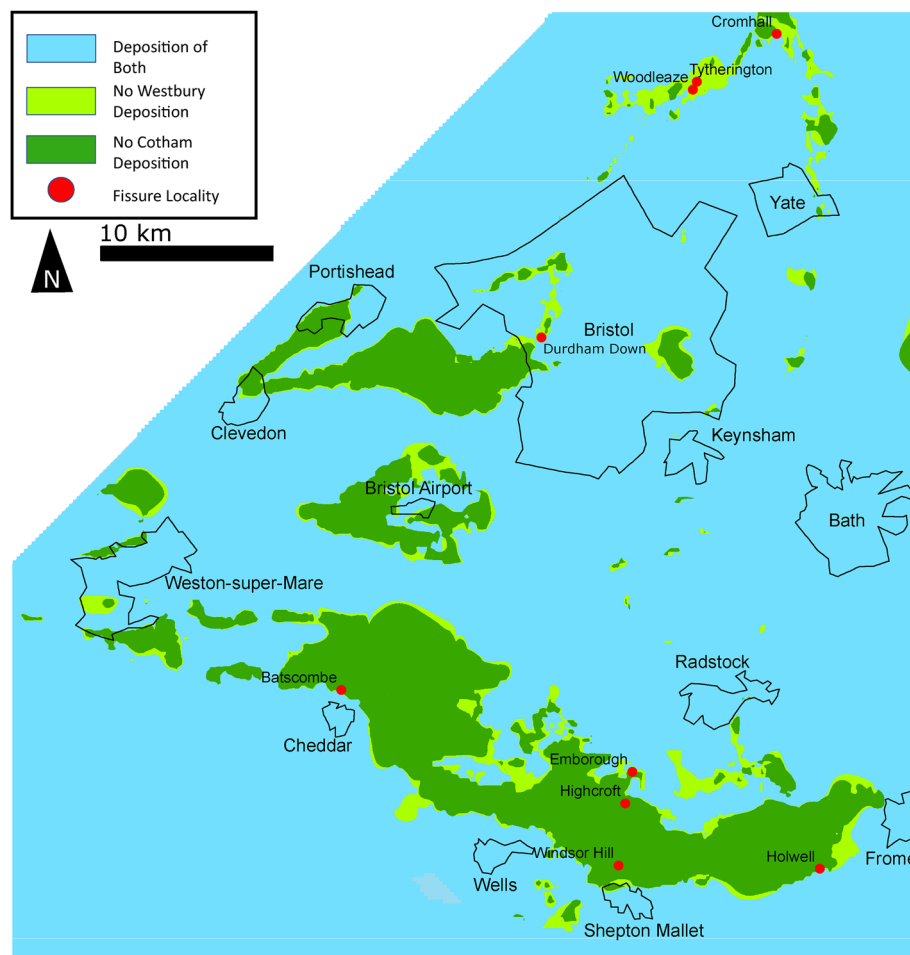 Deposition of
Both
No Westbury
Deposition
No Cotham
Deposition
Fissure Locality
N
10 km
Cromhall
Tytherington
Woodleaze
Yate
Portishead
Bristol
Durdham Down
Clevedon
Keynsham
Bristol Airport
Bath
Weston-super-Mare
Radstock
Batscombe
Cheddar
Emborough
Highcroft
Windsor Hill
Holwell
Frome
Wells
Shepton Mallet